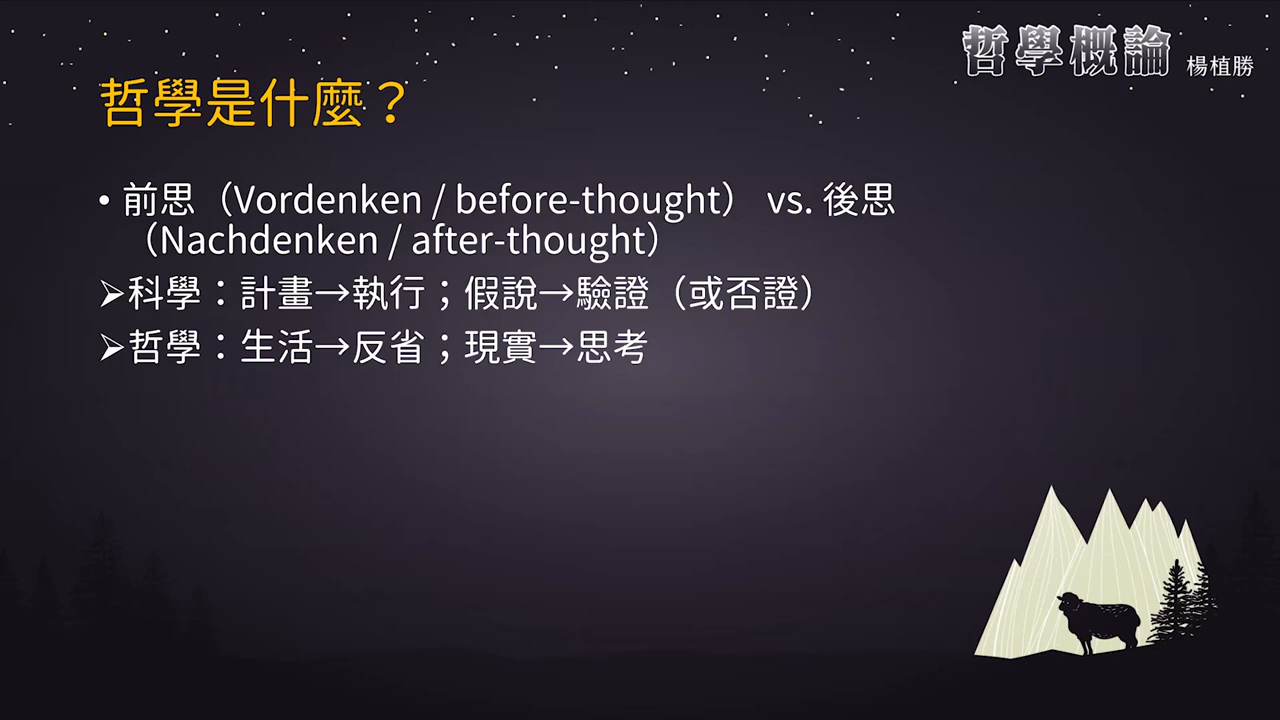 哲學概論 楊植勝
哲學是什麼？
• 前思（Vordenken / before-thought） vs. 後思
（Nachdenken / after-thought）
➢科學：計畫→執行；假說→驗證（或否證）
➢哲學：生活→反省；現實→思考